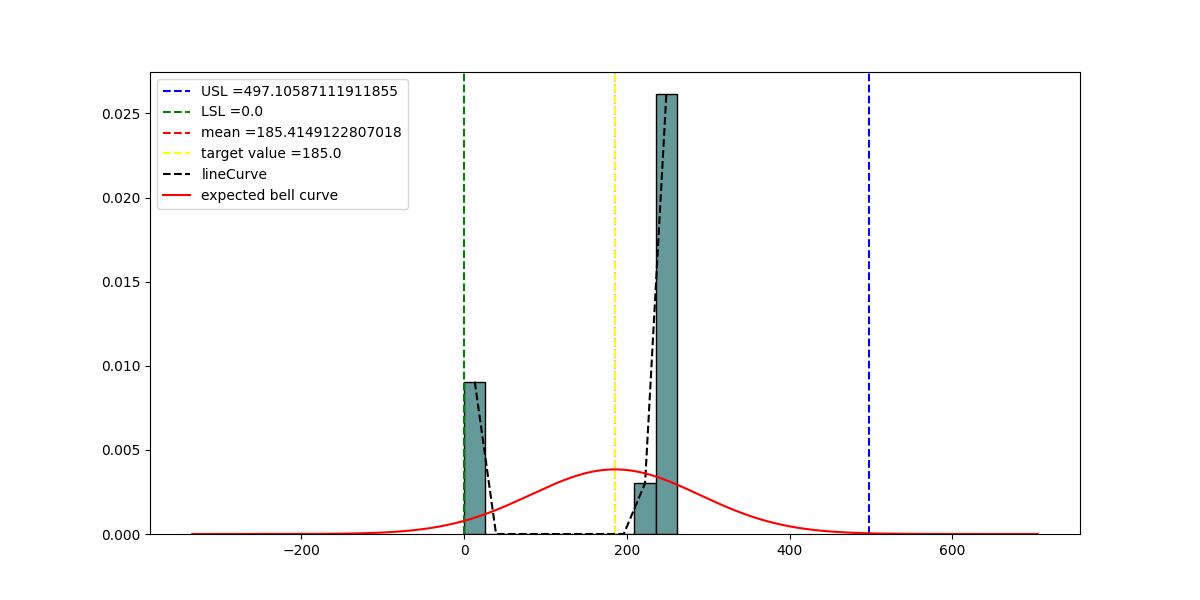 USL =497.10587111911855
LSL =0.0
mean =185.4149122807018
target value =185.0
lineCurve
expected bell curve
0.025
0.020
0.015
0.010
0.005
0.000
−200
0
200
400
600